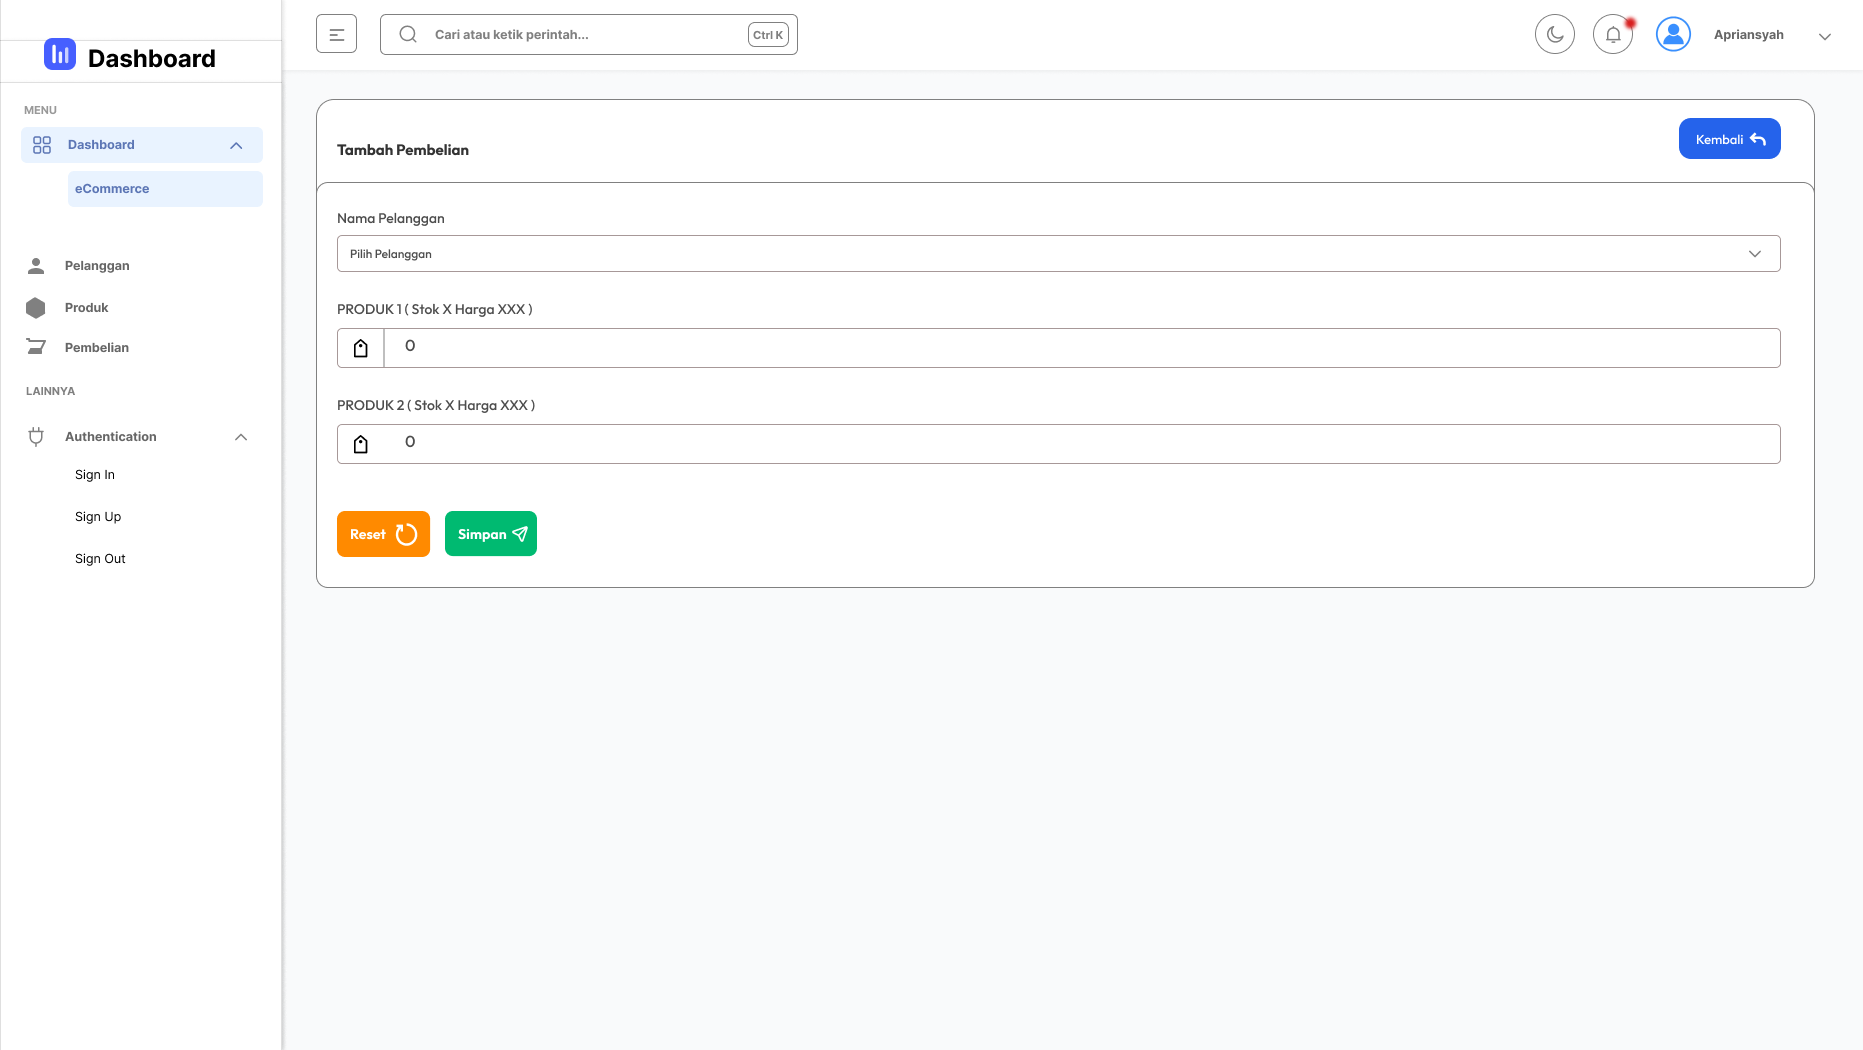 Dashboard
MENU
Dashboard
eCommerce
Pelanggan
Produk
Pembelian
LAINNYA
Authentication
Sign In
Sign Up
Sign Out
Cari atau ketik perintah...
Ctrl K
Apriansyah
Tambah Pembelian
Kembali
Nama Pelanggan
Pilih Pelanggan
PRODUK 1 ( Stok X Harga XXX )
0
PRODUK 2 ( Stok X Harga XXX )
0
Reset
Simpan